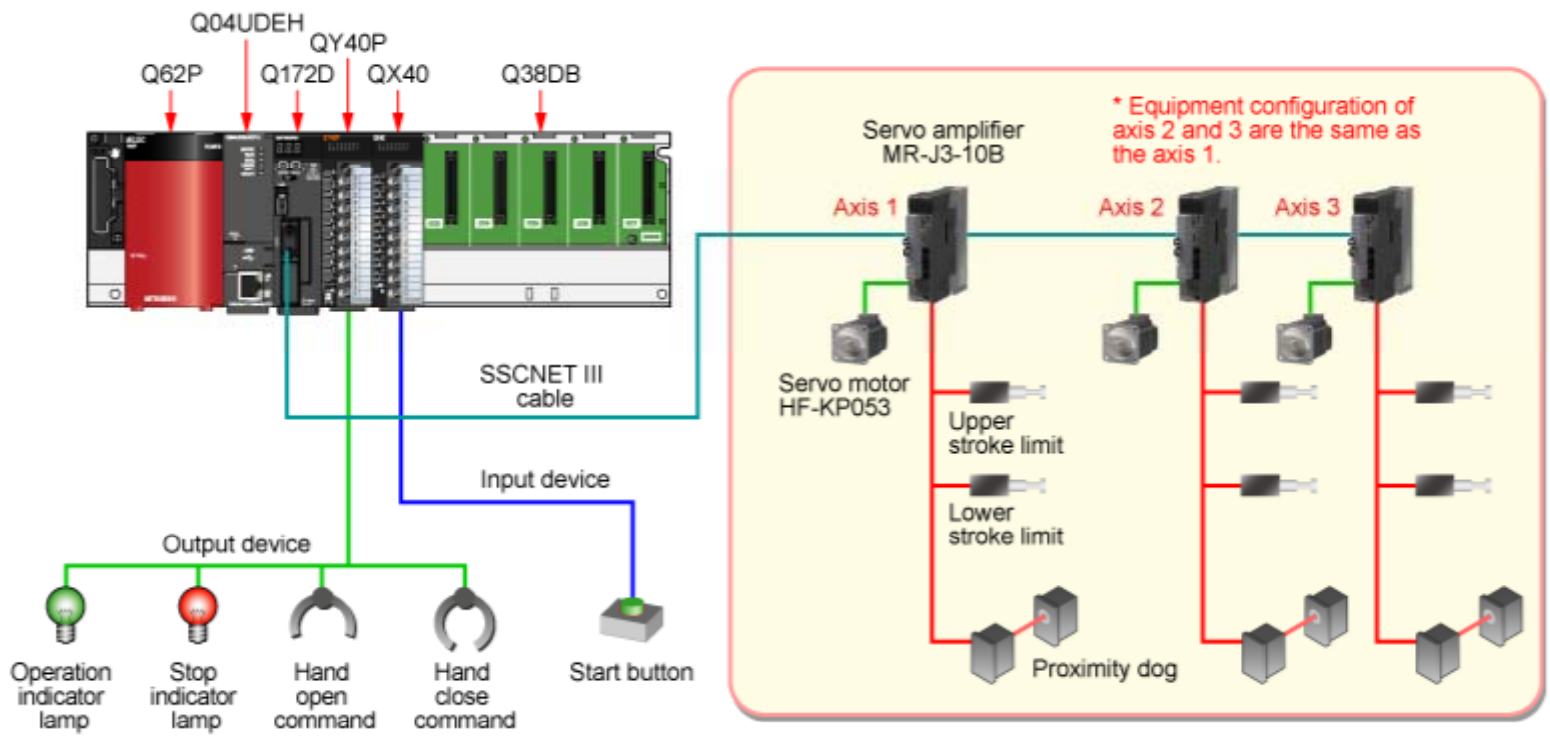 Q04UDEH
QY40P
Q62P
Q172D
QX40
Q38DB
* Equipment configuration of
axis 2 and 3 are the same as
the axis 1.
Servo amplifier
MR-J3-10B
Axis 1
Axis 2
Axis 3
SSCNET III
cable
Servo motor
HF-KP053
Upper
stroke limit
Input device
Lower
stroke limit
Output device
Operation
indicator
lamp
Stop
indicator
lamp
Hand
open
command
Hand
close
command
Start button
Proximity dog